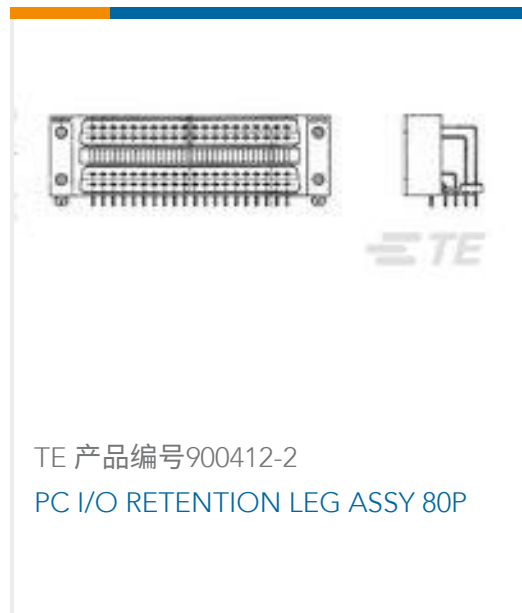 TE
TE 产品编号900412-2
PC I/O RETENTION LEG ASSY 80P